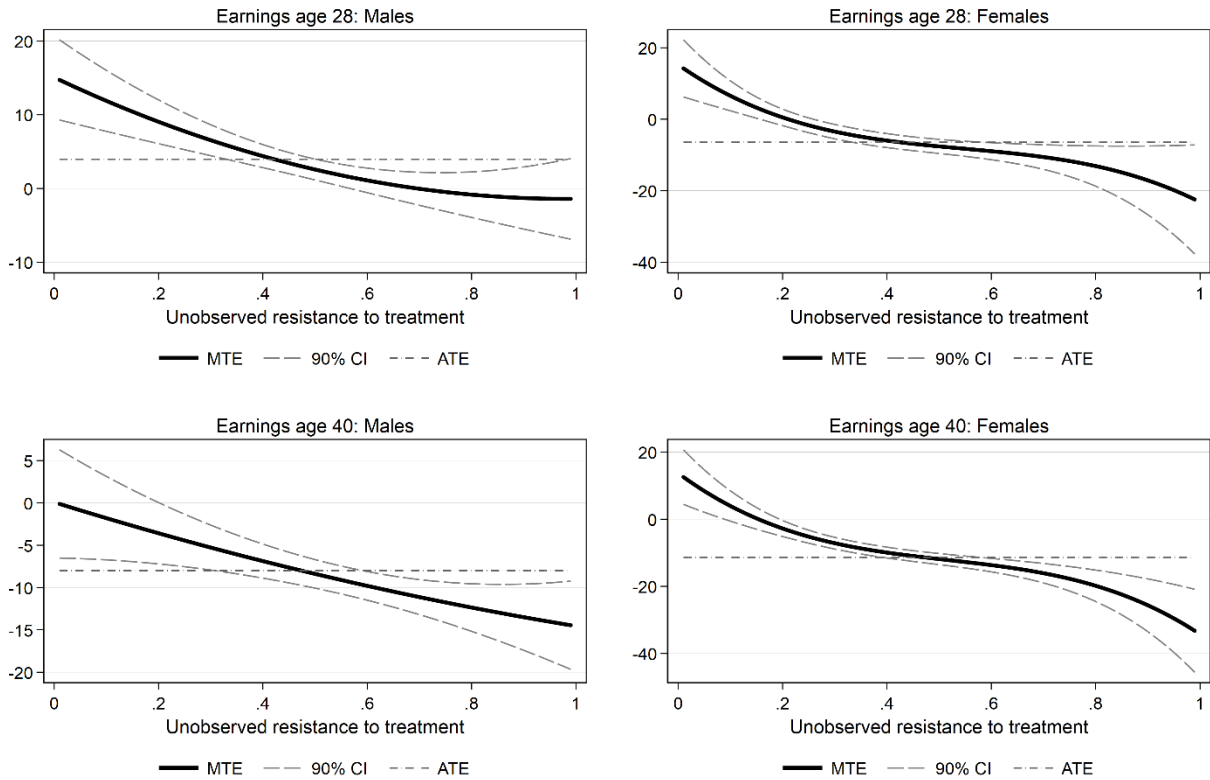 Earnings age 28: Males
20
10
0
-10
0 .2 .4 .6 .8 1
Unobserved resistance to treatment
MTE 90% CI ATE
Earnings age 28: Females
20
0
-20
-40
0 .2 .4 .6 .8 1
Unobserved resistance to treatment
MTE 90% CI ATE
Earnings age 40: Males
5
0
-5
-10
-15
-20
0 .2 .4 .6 .8 1
Unobserved resistance to treatment
MTE 90% CI ATE
Earnings age 40: Females
20
0
-20
-40
0 .2 .4 .6 .8 1
Unobserved resistance to treatment
MTE 90% CI ATE